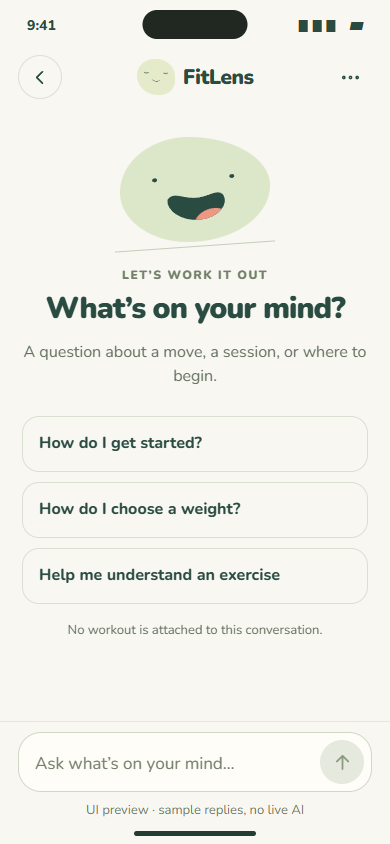 9:41
FitLens
LET'S WORK IT OUT
What's on your mind?
A question about a move, a session, or where to
begin.
How do I get started?
How do I choose a weight?
Help me understand an exercise
No workout is attached to this conversation.
Ask what's on your mind...
UI preview · sample replies, no live AI